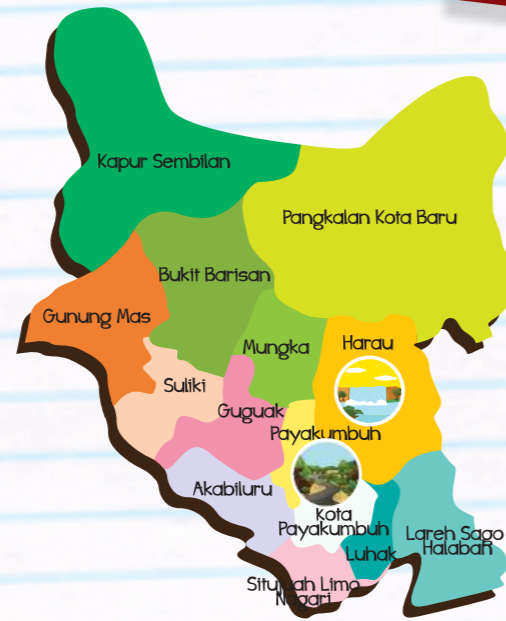 Kapur Sembilan
Pangkalan Kota Baru
Bukit Barisan
Gunung Mas
Mungka
Harau
Suliki
Guguak
Payakumbuh
Akabiluru
Kota
Payakumbuh
Lareh Sago
Halaban
Luhak
Situjuah Limo
Nagari